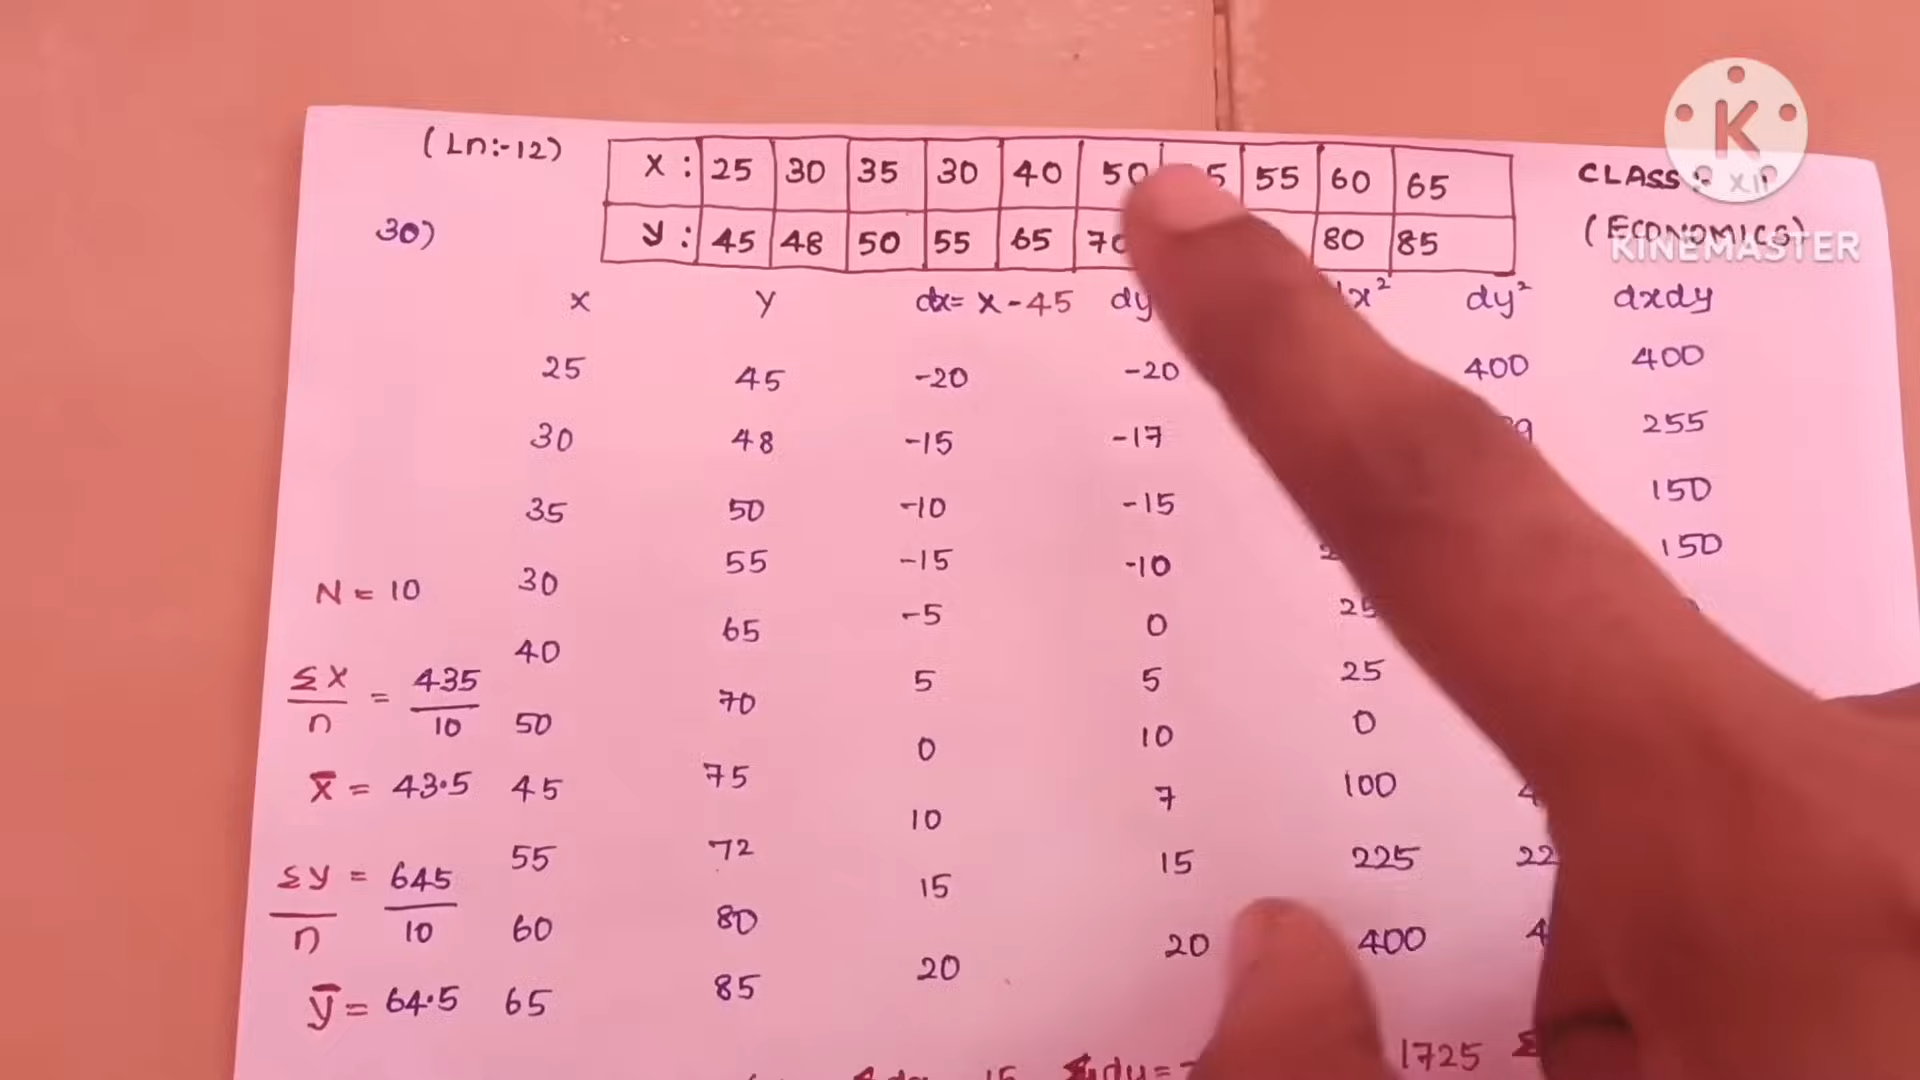 (Ln:-12) X : 25 30 35 30 40 50 55 60 65 CLASS:- XII
30) y : 45 48 50 55 65 70 80 85 (ECONOMICS)
K
KINEMASTER
x y dx= x-45 dy dx² dy² dxdy
25 45 -20 -20 400 400
30 48 -15 -17 255
35 50 -10 -15 150
30 55 -15 -10 150
N = 10
40 65 -5 0 25
Σx/n = 435/10
50 70 5 5 25
x̄ = 43.5 45 75 0 10 0
55 72 10 7 100
Σy/n = 645/10
60 80 15 15 225
ȳ = 64.5 65 85 20 20 400
1725